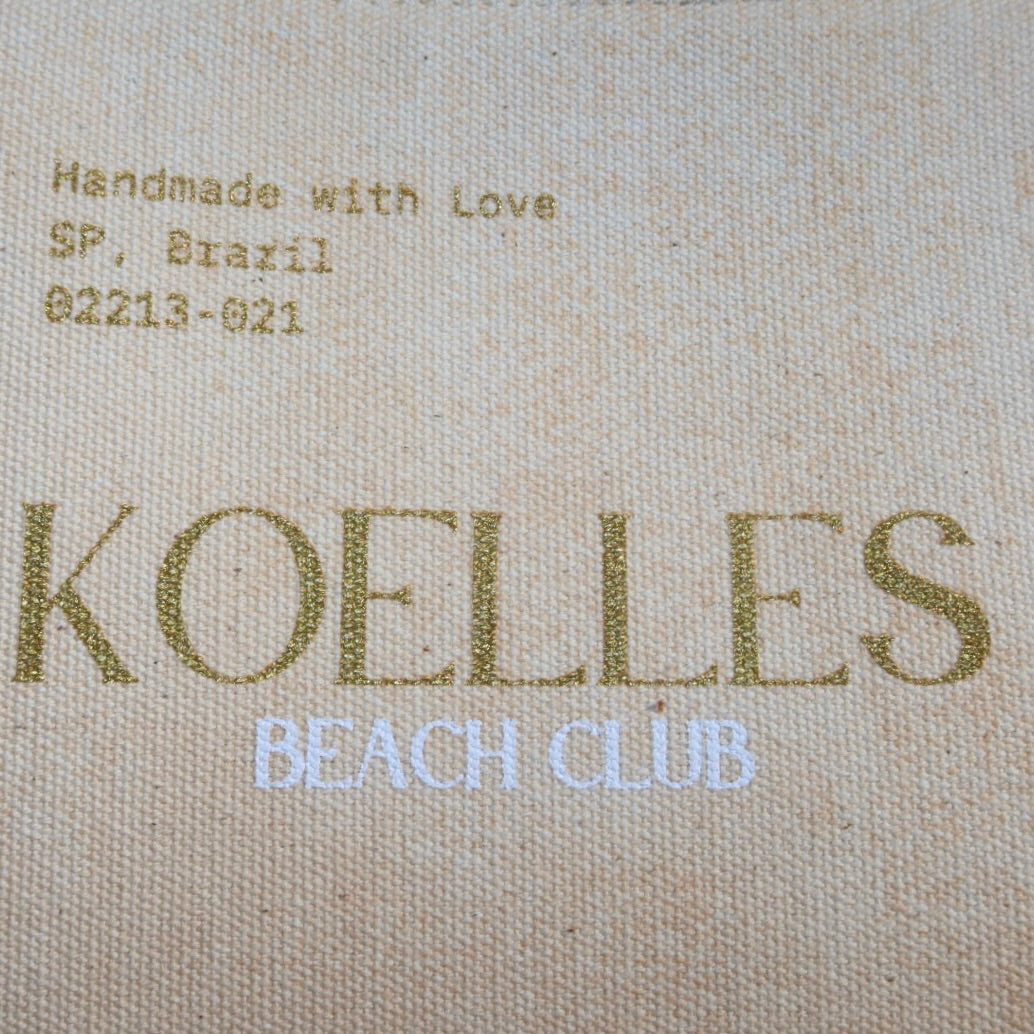 Handmade with Love
SP, Brazil
02213-021
KOELLES
BEACH CLUB